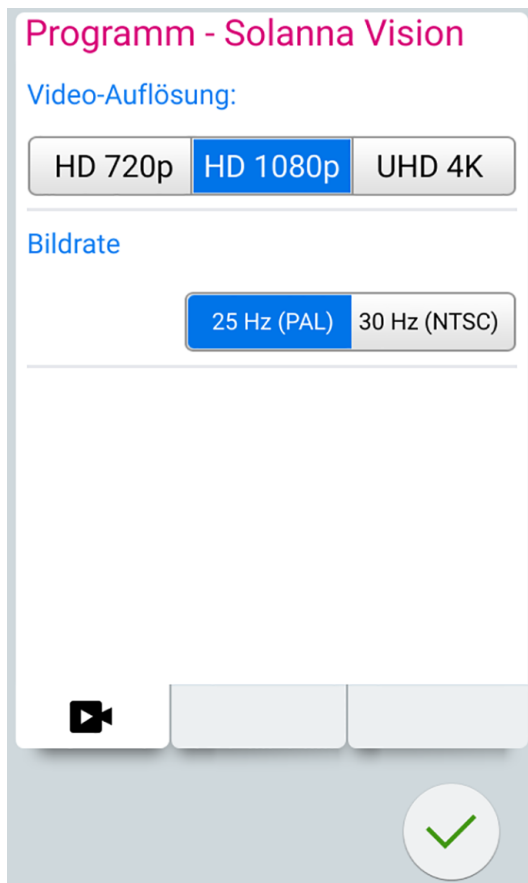 Programm - Solanna Vision
Video-Auflösung:
HD 720p HD 1080p UHD 4K
Bildrate
25 Hz (PAL) 30 Hz (NTSC)